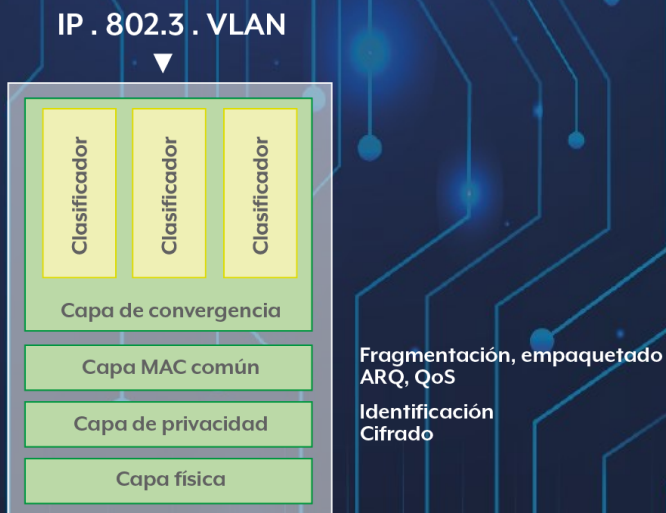 IP . 802.3 . VLAN
Clasificador
Clasificador
Clasificador
Capa de convergencia
Capa MAC común
Fragmentación, empaquetado
ARQ, QoS
Capa de privacidad
Identificación
Cifrado
Capa física